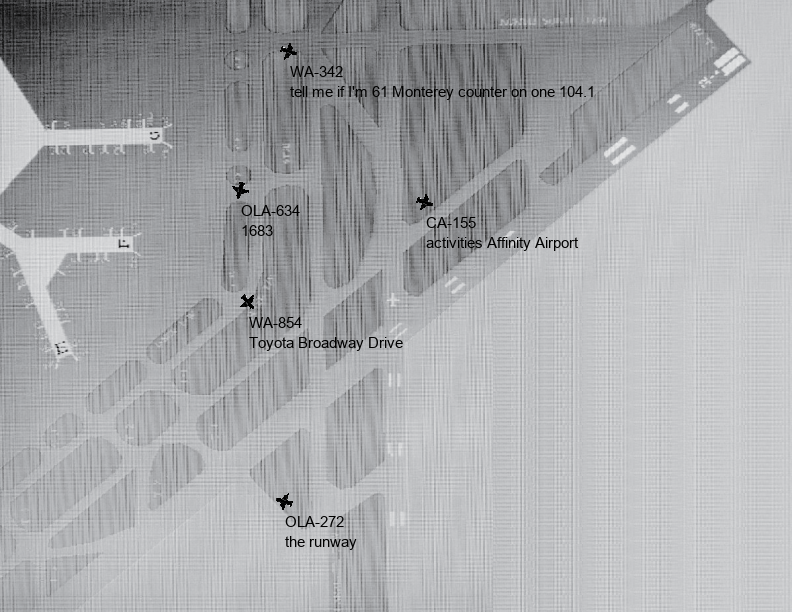 WA-342
tell me if I'm 61 Monterey counter on one 104.1
OLA-634
1683
CA-155
activities Affinity Airport
WA-854
Toyota Broadway Drive
OLA-272
the runway